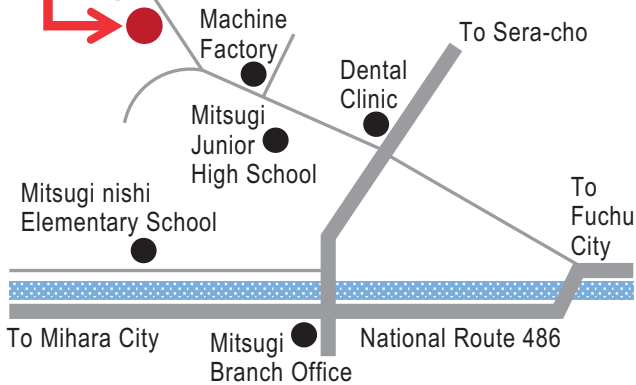 Machine
Factory
To Sera-cho
Dental
Clinic
Mitsugi
Junior
High School
Mitsugi nishi
Elementary School
To
Fuchu
City
To Mihara City
Mitsugi
Branch Office
National Route 486